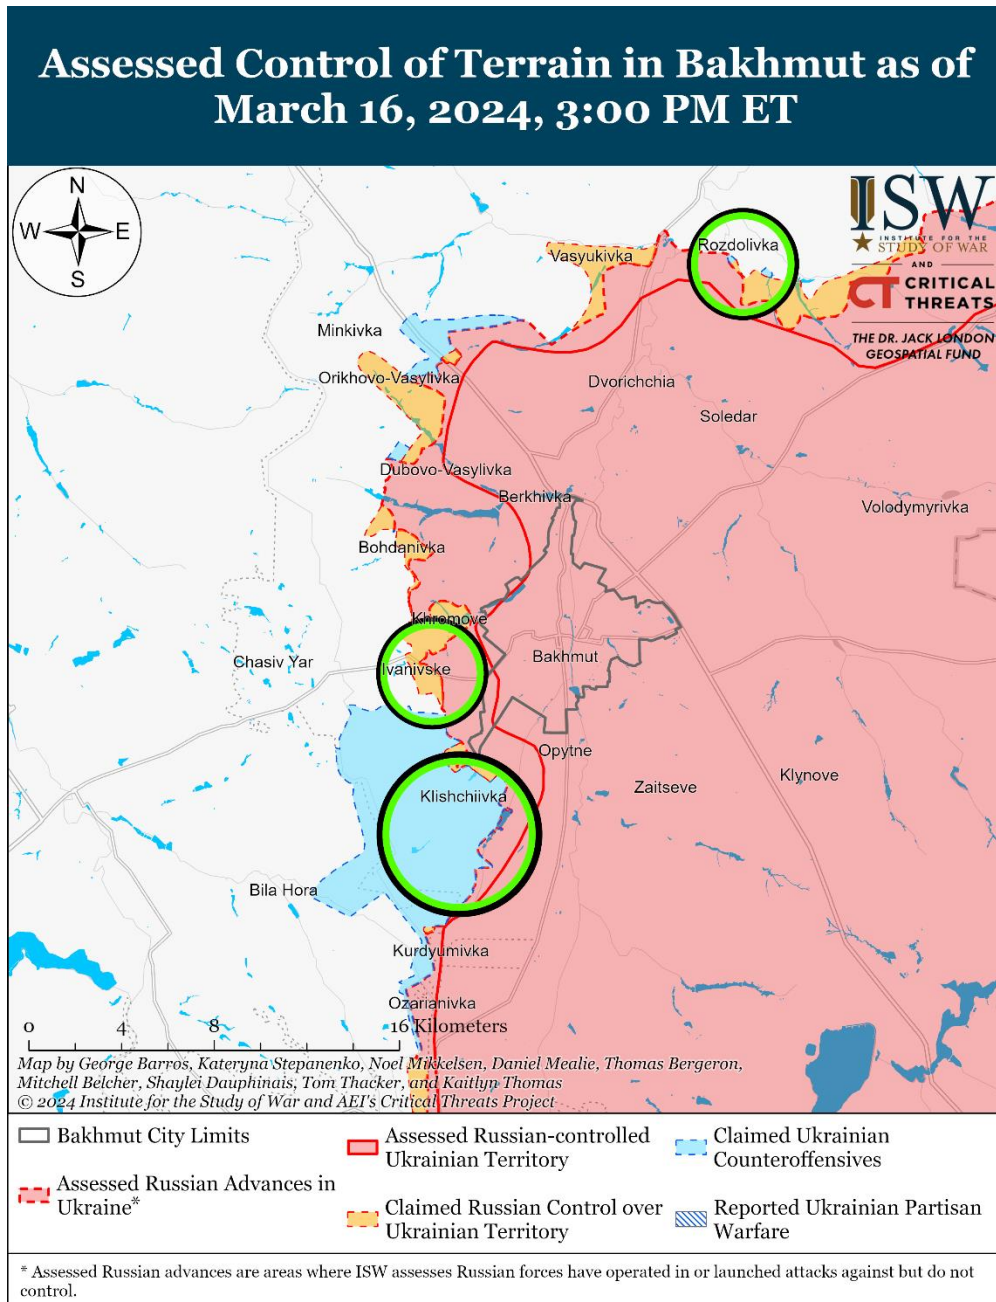 Assessed Control of Terrain in Bakhmut as of
March 16, 2024, 3:00 PM ET
N
W
E
S
ISW
INSTITUTE FOR THE
STUDY OF WAR
AND
CT CRITICAL
THREATS
THE DR. JACK LONDON
GEOSPATIAL FUND
Rozdolivka
Vasyukivka
Minkivka
Orikhovo-Vasylivka
Dvorichchia
Soledar
Dubovo-Vasylivka
Berkhivka
Volodymyrivka
Bohdanivka
Khromove
Chasiv Yar
Ivanivske
Bakhmut
Opytne
Klishchiivka
Zaitseve
Klynove
Bila Hora
Kurdyumivka
Ozarianivka
0 4 8 16 Kilometers
Map by George Barros, Kateryna Stepanenko, Noel Mikkelsen, Daniel Mealie, Thomas Bergeron,
Mitchell Belcher, Shaylei Dauphinais, Tom Thacker, and Kaitlyn Thomas
© 2024 Institute for the Study of War and AEI's Critical Threats Project
Bakhmut City Limits
Assessed Russian Advances in
Ukraine*
Assessed Russian-controlled
Ukrainian Territory
Claimed Russian Control over
Ukrainian Territory
Claimed Ukrainian
Counteroffensives
Reported Ukrainian Partisan
Warfare
* Assessed Russian advances are areas where ISW assesses Russian forces have operated in or launched attacks against but do not
control.